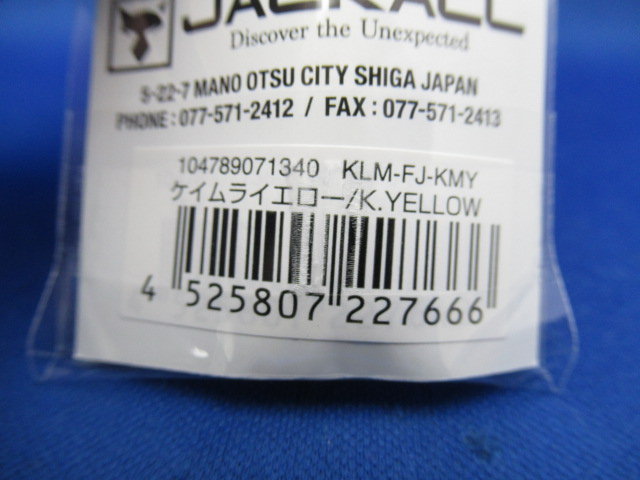 JACKALL
Discover the Unexpected
5-22-7 MANO OTSU CITY SHIGA JAPAN
PHONE : 077-571-2412 / FAX : 077-571-2413
104789071340 KLM-FJ-KMY
ケイムライエロー/K.YELLOW
4 525807 227666